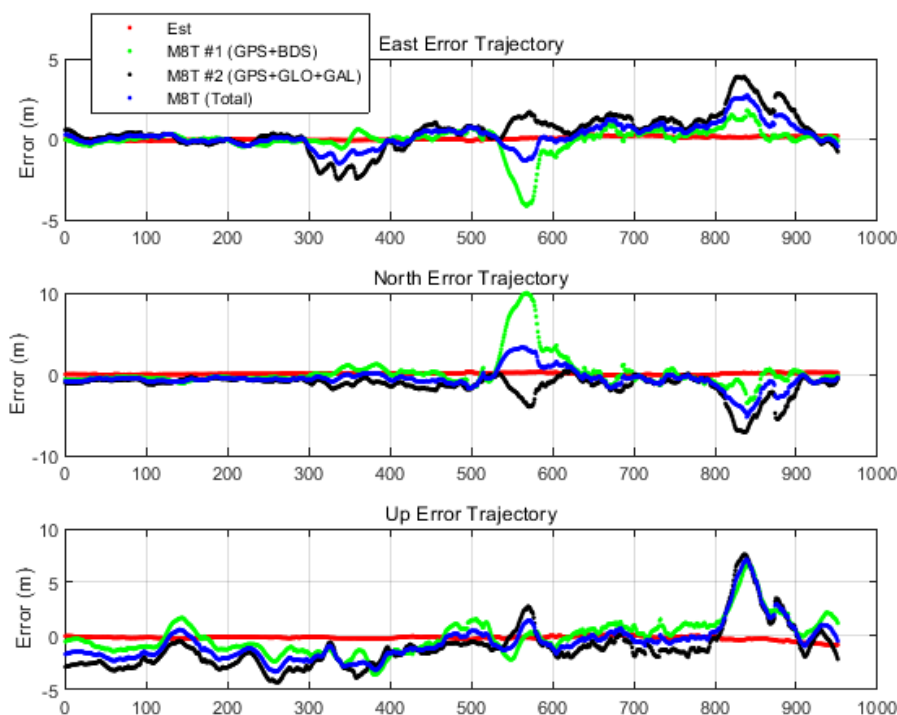 Est
M8T #1 (GPS+BDS)
M8T #2 (GPS+GLO+GAL)
M8T (Total)
East Error Trajectory
Error (m)
5
0
-5
0 100 200 300 400 500 600 700 800 900 1000
North Error Trajectory
Error (m)
10
0
-10
0 100 200 300 400 500 600 700 800 900 1000
Up Error Trajectory
Error (m)
10
5
0
-5
0 100 200 300 400 500 600 700 800 900 1000